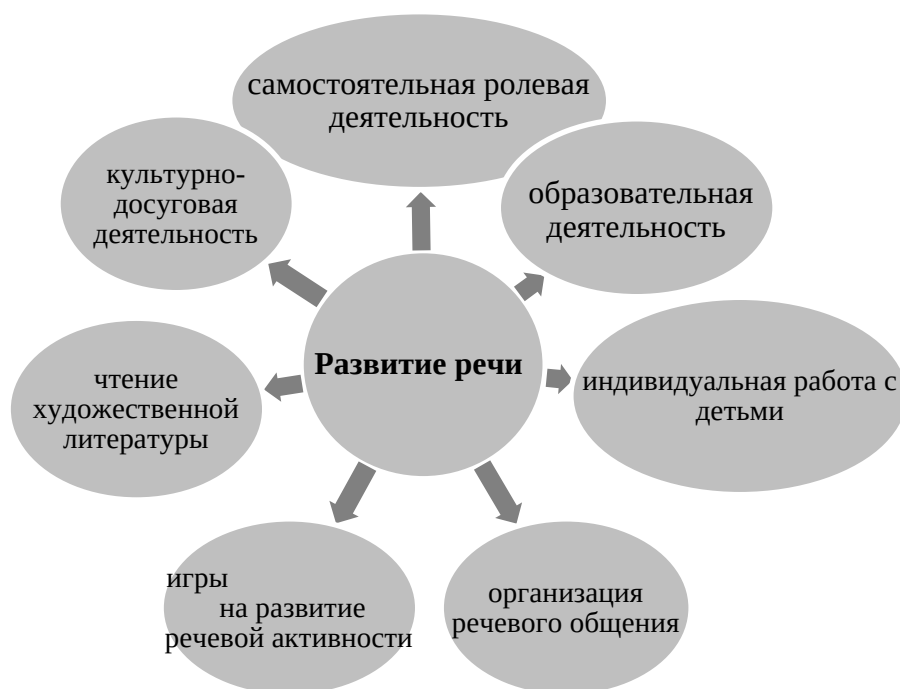 самостоятельная ролевая
деятельность
культурно-
досуговая
деятельность
образовательная
деятельность
Развитие речи
чтение
художественной
литературы
индивидуальная работа с
детьми
игры
на развитие
речевой активности
организация
речевого общения